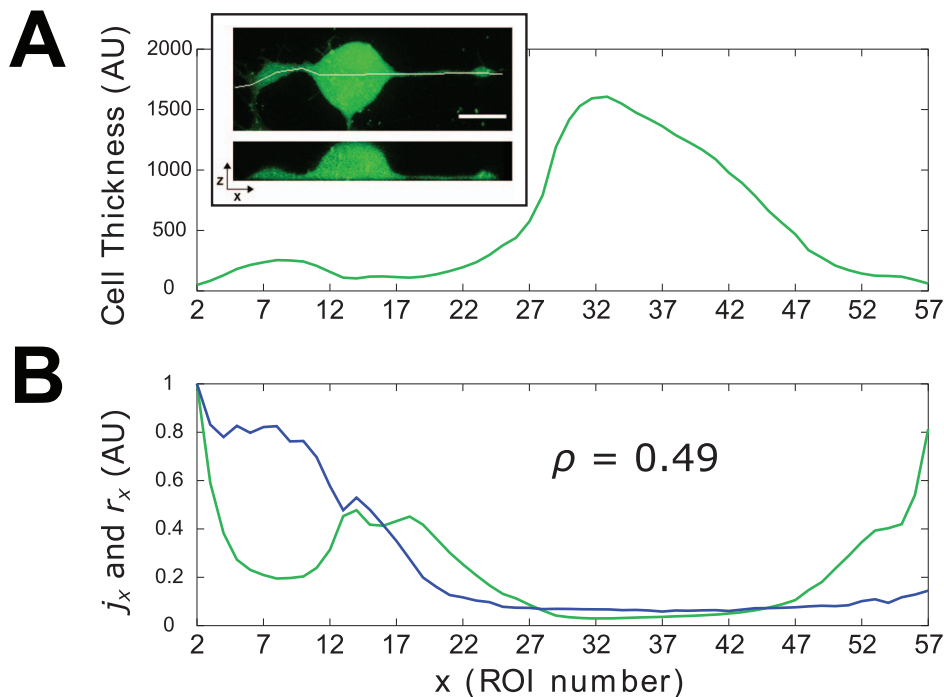 A
Cell Thickness (AU)
2000
1500
1000
500
0
z
x
2 7 12 17 22 27 32 37 42 47 52 57
B
j_x and r_x (AU)
1
0.8
0.6
0.4
0.2
0
ρ = 0.49
2 7 12 17 22 27 32 37 42 47 52 57
x (ROI number)